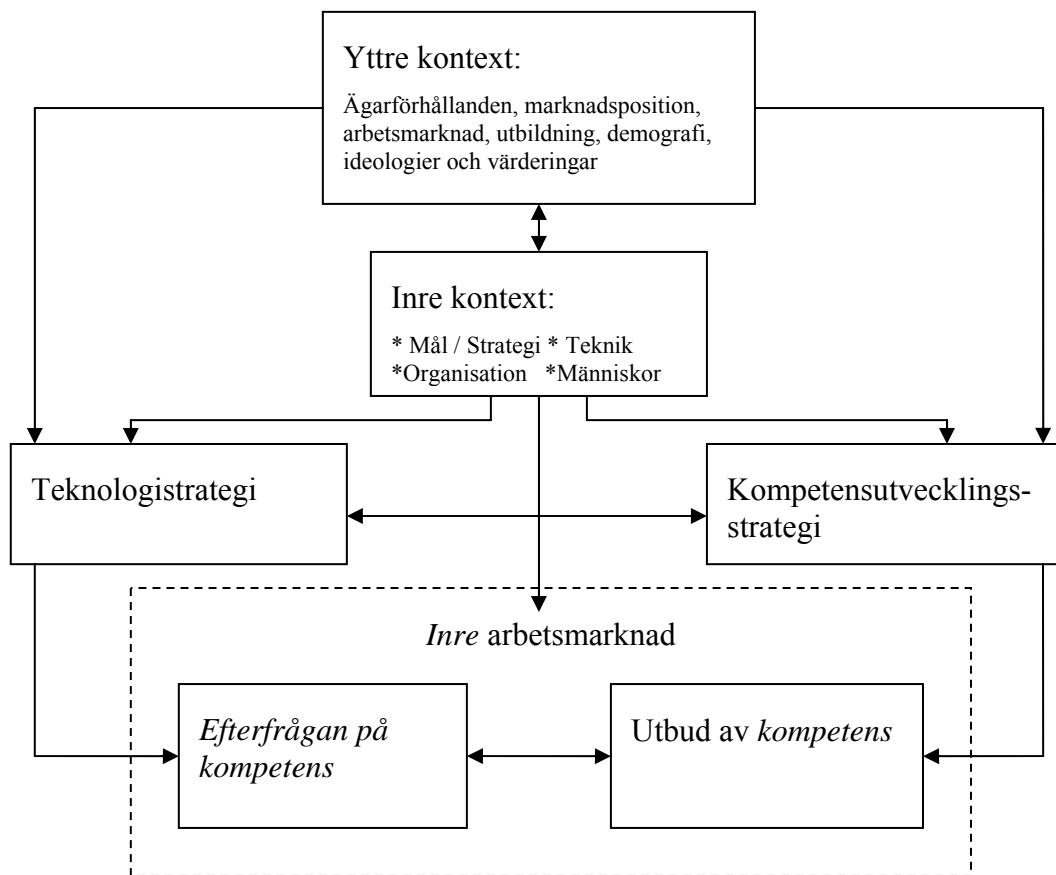 Yttre kontext:
Ägarförhållanden, marknadsposition,
arbetsmarknad, utbildning, demografi,
ideologier och värderingar
Inre kontext:
* Mål / Strategi * Teknik
*Organisation *Människor
Teknologistrategi
Kompetensutvecklings-
strategi
Inre arbetsmarknad
Efterfrågan på
kompetens
Utbud av kompetens